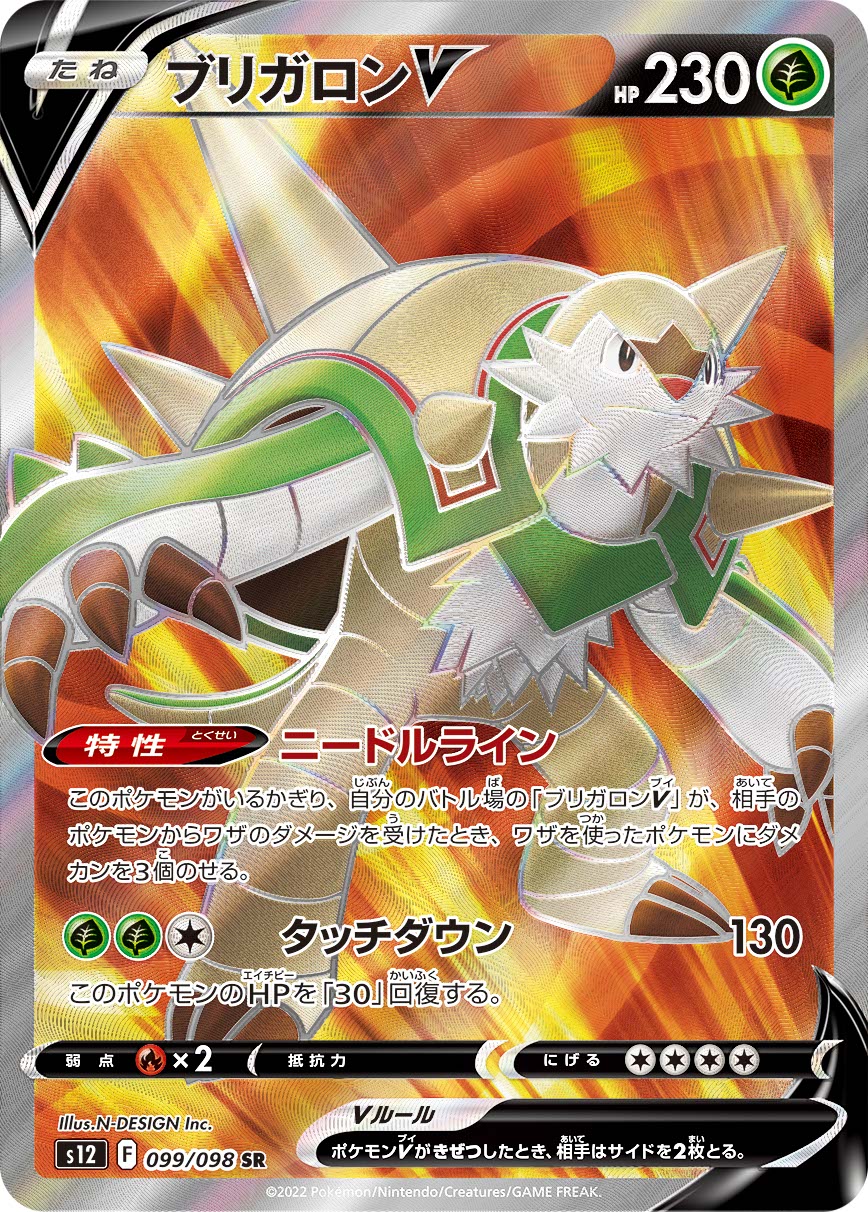 たね ブリガロンV HP 230
特性 とくせい ニードルライン
このポケモンがいるかぎり、自分のバトル場の「ブリガロンV」が、相手の
ポケモンからワザのダメージを受けたとき、ワザを使ったポケモンにダメ
カンを3個のせる。
タッチダウン 130
このポケモンのHPを「30」回復する。
弱点 ×2 抵抗力 にげる
Vルール
ポケモンVがきぜつしたとき、相手はサイドを2枚とる。
Illus.N-DESIGN Inc.
s12 F 099/098 SR
©2022 Pokémon/Nintendo/Creatures/GAME FREAK.